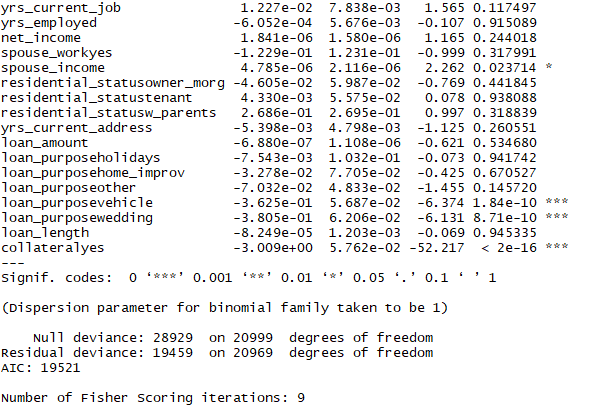 yrs_current_job 1.227e-02 7.838e-03 1.565 0.117497
yrs_employed -6.052e-04 5.676e-03 -0.107 0.915089
net_income 1.841e-06 1.580e-06 1.165 0.244018
spouse_workyes -1.229e-01 1.231e-01 -0.999 0.317991
spouse_income 4.785e-06 2.116e-06 2.262 0.023714 *
residential_statusowner_morg -4.605e-02 5.987e-02 -0.769 0.441845
residential_statustenant 4.330e-03 5.575e-02 0.078 0.938088
residential_statusw_parents 2.686e-01 2.695e-01 0.997 0.318839
yrs_current_address -5.398e-03 4.798e-03 -1.125 0.260551
loan_amount -6.880e-07 1.108e-06 -0.621 0.534680
loan_purposeholidays -7.543e-03 1.032e-01 -0.073 0.941742
loan_purposehome_improv -3.278e-02 7.705e-02 -0.425 0.670527
loan_purposeother -7.032e-02 4.833e-02 -1.455 0.145720
loan_purposevehicle -3.625e-01 5.687e-02 -6.374 1.84e-10 ***
loan_purposewedding -3.805e-01 6.206e-02 -6.131 8.71e-10 ***
loan_length -8.249e-05 1.203e-03 -0.069 0.945335
collateralyes -3.009e+00 5.762e-02 -52.217 < 2e-16 ***
---
Signif. codes: 0 ‘***’ 0.001 ‘**’ 0.01 ‘*’ 0.05 ‘.’ 0.1 ‘ ’ 1
(Dispersion parameter for binomial family taken to be 1)
Null deviance: 28929 on 20999 degrees of freedom
Residual deviance: 19459 on 20969 degrees of freedom
AIC: 19521
Number of Fisher Scoring iterations: 9